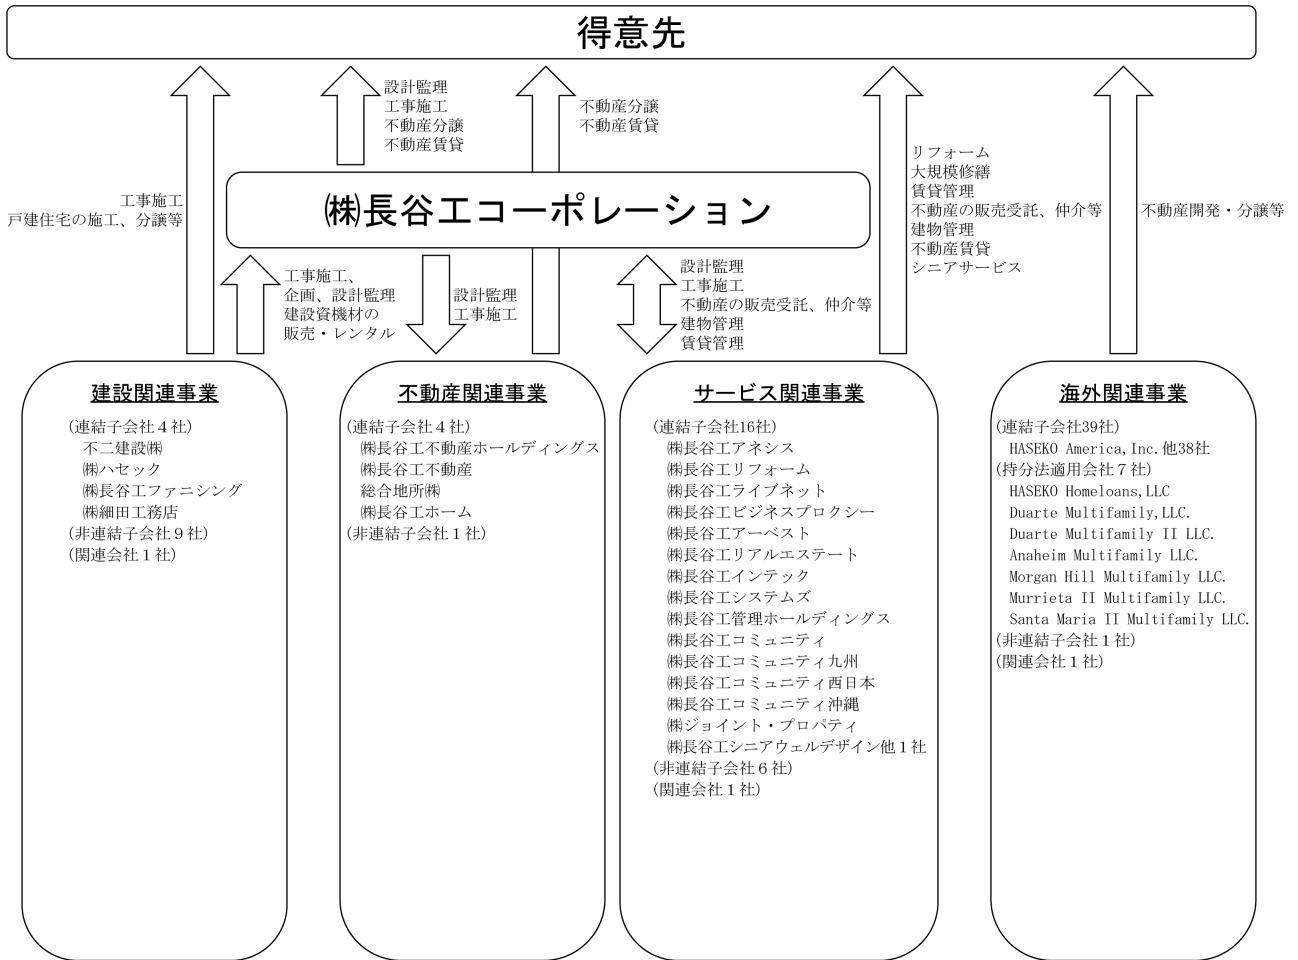 得意先
設計監理
工事施工
不動産分譲
不動産賃貸
不動産分譲
不動産賃貸
工事施工
戸建住宅の施工、分譲等
㈱長谷工コーポレーション
リフォーム
大規模修繕
賃貸管理
不動産の販売受託、仲介等
建物管理
不動産賃貸
シニアサービス
不動産開発・分譲等
工事施工、
企画、設計監理
建設資機材の
販売・レンタル
設計監理
工事施工
設計監理
工事施工
不動産の販売受託、仲介等
建物管理
賃貸管理
建設関連事業
(連結子会社４社)
不二建設㈱
㈱ハセック
㈱長谷工ファニシング
㈱細田工務店
(非連結子会社９社)
(関連会社１社)
不動産関連事業
(連結子会社４社)
㈱長谷工不動産ホールディングス
㈱長谷工不動産
総合地所㈱
㈱長谷工ホーム
(非連結子会社１社)
サービス関連事業
(連結子会社16社)
㈱長谷工アネシス
㈱長谷工リフォーム
㈱長谷工ライブネット
㈱長谷工ビジネスプロクシー
㈱長谷工アーベスト
㈱長谷工リアルエステート
㈱長谷工インテック
㈱長谷工システムズ
㈱長谷工管理ホールディングス
㈱長谷工コミュニティ
㈱長谷工コミュニティ九州
㈱長谷工コミュニティ西日本
㈱長谷工コミュニティ沖縄
㈱ジョイント・プロパティ
㈱長谷工シニアウェルデザイン他１社
(非連結子会社６社)
(関連会社１社)
海外関連事業
(連結子会社39社)
HASEKO America,Inc.他38社
(持分法適用会社７社)
HASEKO Homeloans,LLC
Duarte Multifamily,LLC.
Duarte Multifamily II LLC.
Anaheim Multifamily LLC.
Morgan Hill Multifamily LLC.
Murrieta II Multifamily LLC.
Santa Maria II Multifamily LLC.
(非連結子会社１社)
(関連会社１社)